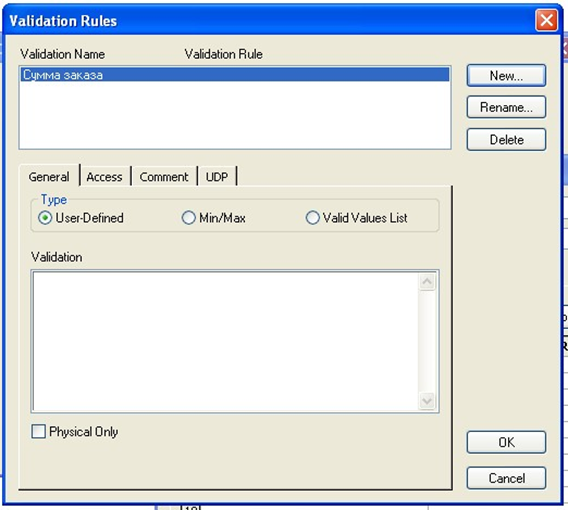 Validation Rules
Validation Name Validation Rule
Сумма заказа
New...
Rename...
Delete
General Access Comment UDP
Type
User-Defined Min/Max Valid Values List
Validation
Physical Only
OK
Cancel